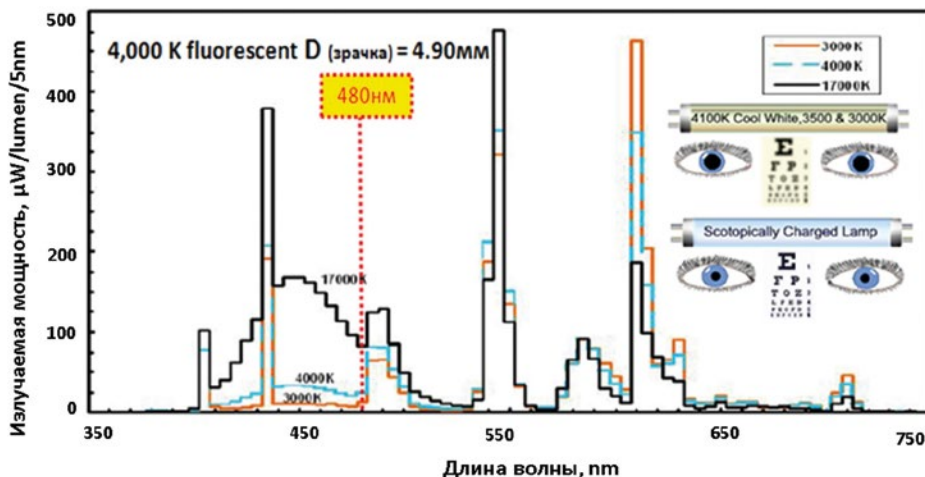 Излучаемая мощность, µW/lumen/5nm
500
400
300
200
100
0
4,000 K fluorescent D (зрачка) = 4.90мм
480нм
17000K
4000K
3000K
3000K
4000K
17000K
4100K Cool White,3500 & 3000K
E
F P
T O Z
L P E D
Scotopically Charged Lamp
E
F P
T O Z
L P E D
350
450
550
650
750
Длина волны, nm